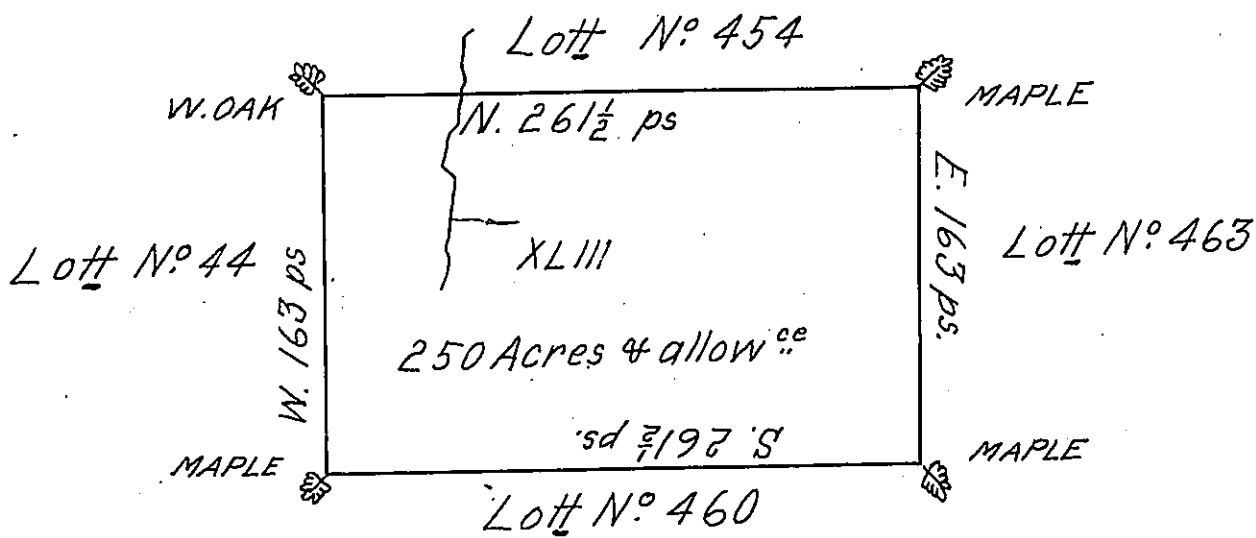 Lott Nº 454
W. OAK
MAPLE
N. 261½ ps
E. 163 ps.
Lott Nº 44
Lott Nº 463
XLIII
W. 163 ps
250 Acres & allow ce
S. 261½ ps.
MAPLE
MAPLE
Lott Nº 460